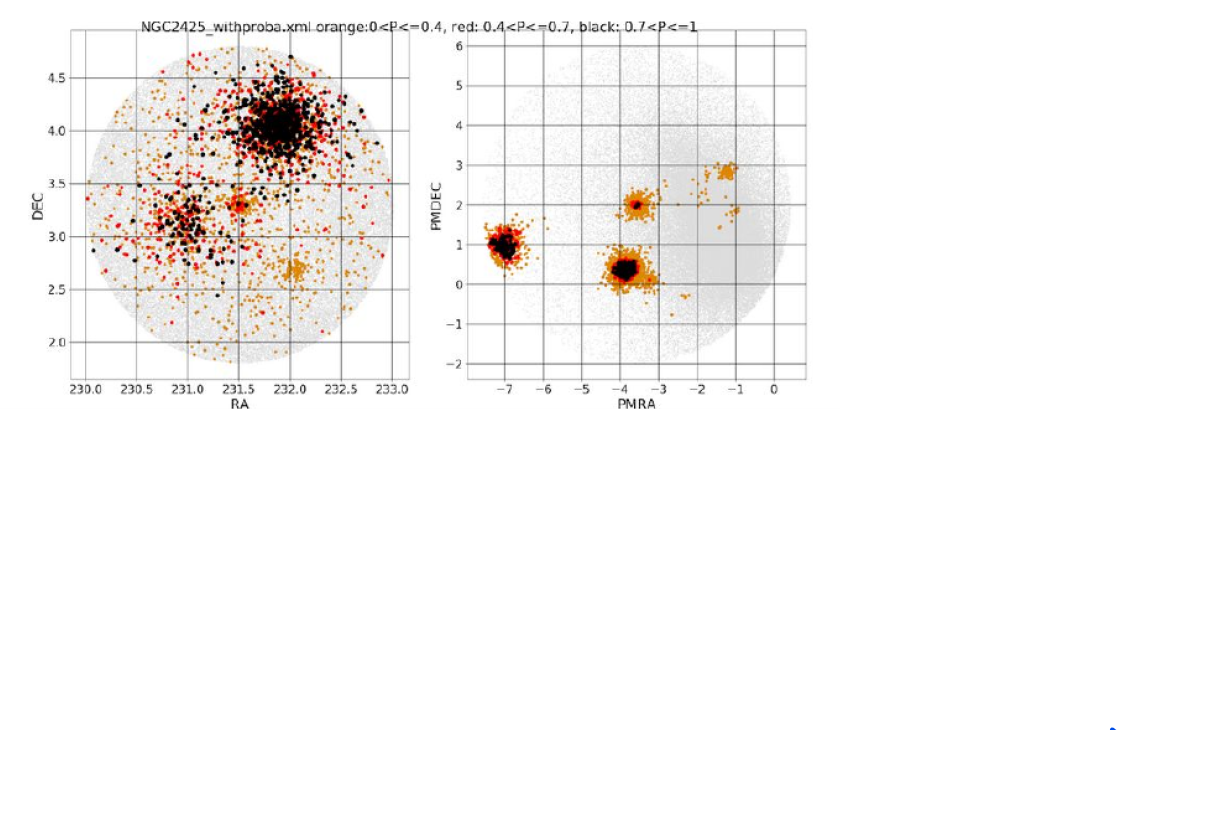 NGC2425_withproba.xml orange:0<P<=0.4, red: 0.4<P<=0.7, black: 0.7<P<=1
4.5
4.0
3.5
3.0
2.5
2.0
DEC
230.0 230.5 231.0 231.5 232.0 232.5 233.0
RA
6
5
4
3
2
1
0
−1
−2
PMDEC
−7 −6 −5 −4 −3 −2 −1 0
PMRA